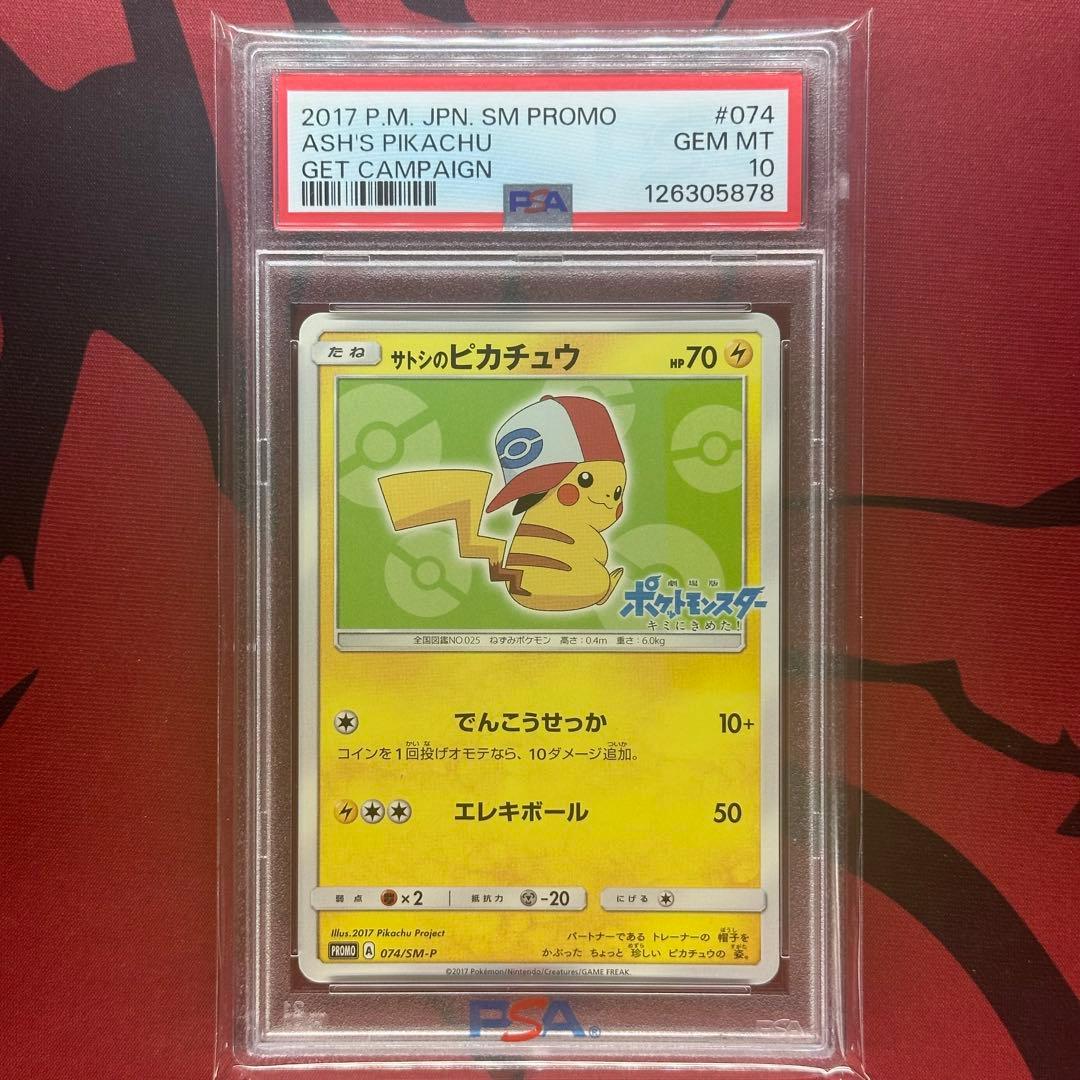 2017 P.M. JPN. SM PROMO #074
ASH'S PIKACHU GEM MT
GET CAMPAIGN 10
PSA 126305878
たね サトシのピカチュウ HP70
劇場版
ポケットモンスター
キミにきめた!
全国図鑑NO.025 ねずみポケモン 高さ:0.4m 重さ:6.0kg
でんこうせっか 10+
コインを1回投げオモテなら、10ダメージ追加。
エレキボール 50
弱点 ×2 抵抗力 -20 にげる
Illus.2017 Pikachu Project
パートナーである トレーナーの 帽子を
PROMO A 074/SM-P かぶった ちょっと 珍しい ピカチュウの 姿。
©2017 Pokémon/Nintendo/Creatures/GAME FREAK.
PSA®
PSA